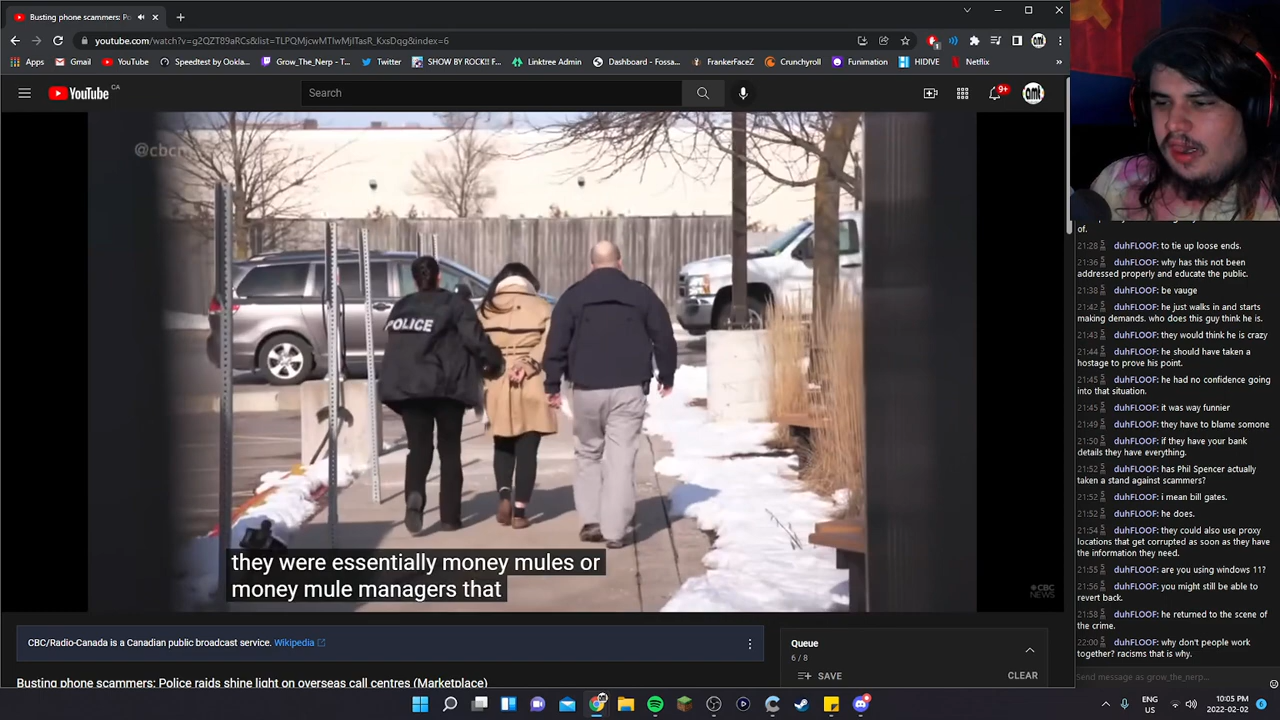 Busting phone scammers: Po
youtube.com/watch?v=g2QZT89aRCs&list=TLPQMjcwMTIwMjITasR_KxsDqg&index=6
Apps Gmail YouTube Speedtest by Ookla... Grow_The_Nerp - T... Twitter SHOW BY ROCK!! F... Linktree Admin Dashboard - Fossa... FrankerFaceZ Crunchyroll Funimation HIDIVE Netflix »
YouTube CA
Search
9+
amt
@cbcm
POLICE
they were essentially money mules or
money mule managers that
CBC
NEWS
CBC/Radio-Canada is a Canadian public broadcast service. Wikipedia
Queue
6 / 8
SAVE CLEAR
Busting phone scammers: Police raids shine light on overseas call centres (Marketplace)
of.
21:28 duhFLOOF: to tie up loose ends.
21:36 duhFLOOF: why has this not been
addressed properly and educate the public.
21:38 duhFLOOF: be vauge
21:42 duhFLOOF: he just walks in and starts
making demands. who does this guy think he is.
21:43 duhFLOOF: they would think he is crazy
21:44 duhFLOOF: he should have taken a
hostage to prove his point.
21:45 duhFLOOF: he had no confidence going
into that situation.
21:45 duhFLOOF: it was way funnier
21:49 duhFLOOF: they have to blame somone
21:50 duhFLOOF: if they have your bank
details they have everything.
21:52 duhFLOOF: has Phil Spencer actually
taken a stand against scammers?
21:52 duhFLOOF: i mean bill gates.
21:52 duhFLOOF: he does.
21:54 duhFLOOF: they could also use proxy
locations that get corrupted as soon as they have
the information they need.
21:55 duhFLOOF: are you using windows 11?
21:56 duhFLOOF: you might still be able to
revert back.
21:58 duhFLOOF: he returned to the scene of
the crime.
22:00 duhFLOOF: why don't people work
together? racisms that is why.
Send message as grow_the_nerp...
ENG
US
10:05 PM
2022-02-02
6